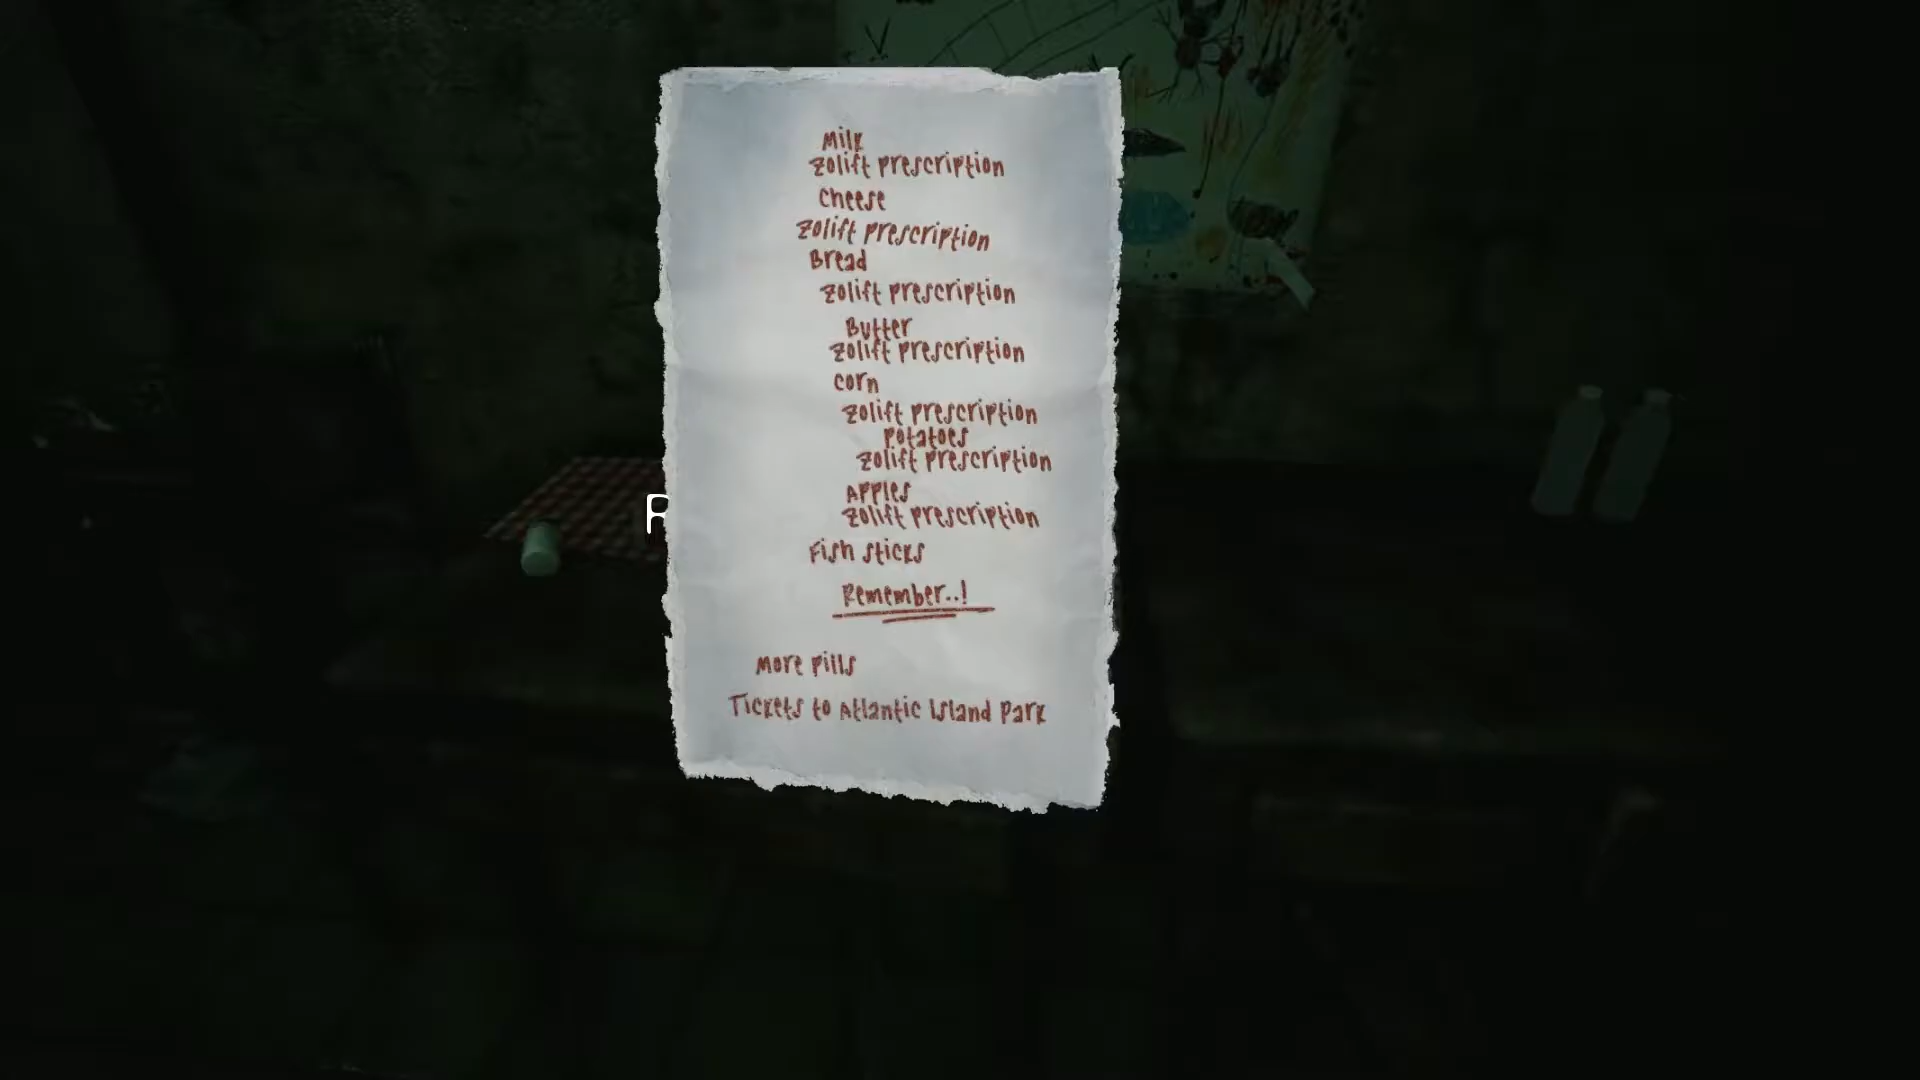 Milk
Zolift prescription
Cheese
Zolift prescription
Bread
Zolift prescription
Butter
Zolift prescription
Corn
Zolift prescription
Potatoes
Zolift prescription
Apples
Zolift prescription
R
Fish sticks
Remember..!
More pills
Tickets to Atlantic Island Park